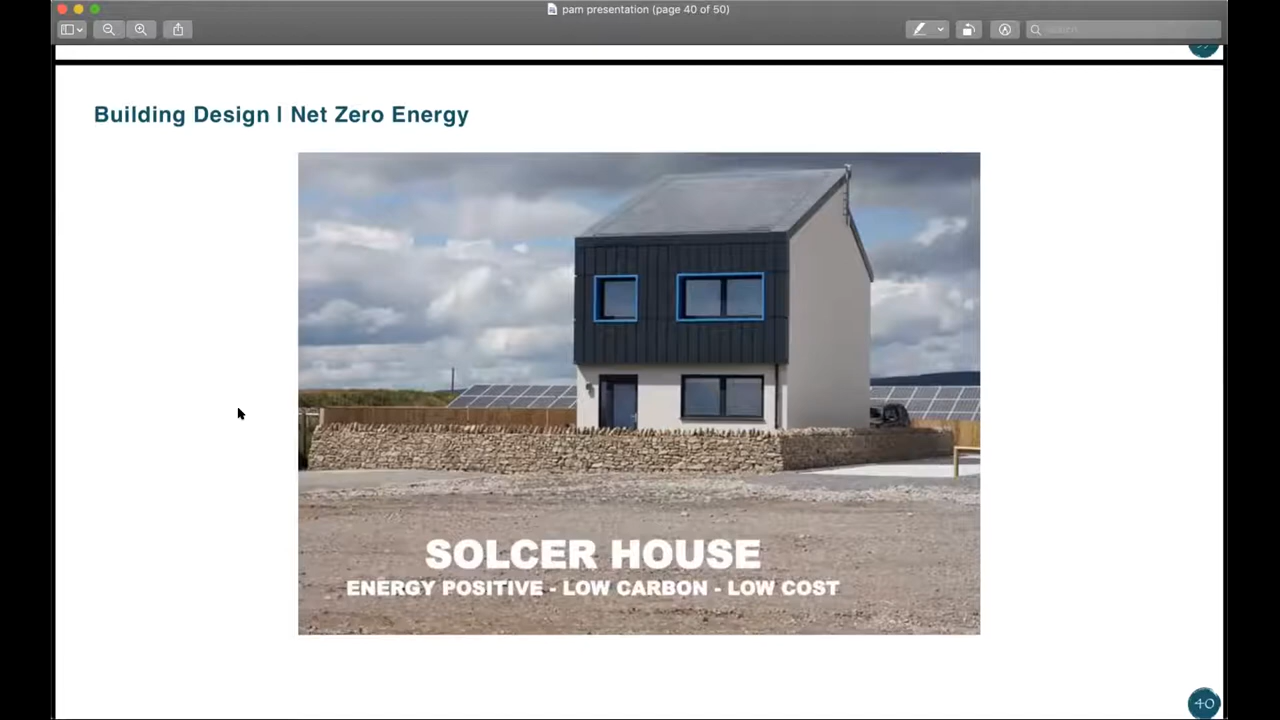 pam presentation (page 40 of 50)
Search
Building Design | Net Zero Energy
SOLCER HOUSE
ENERGY POSITIVE - LOW CARBON - LOW COST
40